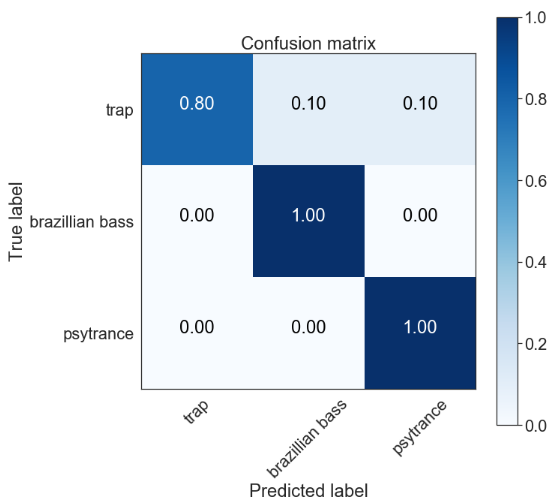 Confusion matrix
1.0
trap 0.80 0.10 0.10
0.8
True label
brazillian bass 0.00 1.00 0.00
0.6
0.4
psytrance 0.00 0.00 1.00
0.2
0.0
trap
brazillian bass
psytrance
Predicted label